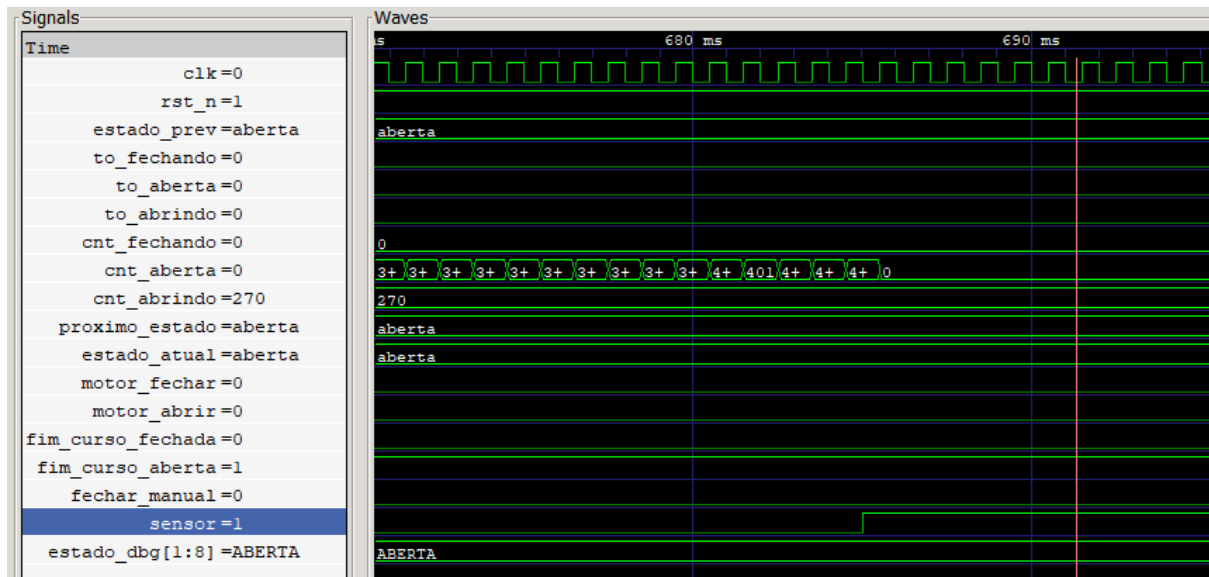 Signals
Waves
Time
s 680 ms 690 ms
clk=0
rst_n=1
estado_prev=aberta
aberta
to_fechando=0
to_aberta=0
to_abrindo=0
cnt_fechando=0
0
cnt_aberta=0
3+ 3+ 3+ 3+ 3+ 3+ 3+ 3+ 3+ 3+ 4+ 401 4+ 4+ 4+ 0
cnt_abrindo=270
270
proximo_estado=aberta
aberta
estado_atual=aberta
aberta
motor_fechar=0
motor_abrir=0
fim_curso_fechada=0
fim_curso_aberta=1
fechar_manual=0
sensor=1
estado_dbg[1:8]=ABERTA
ABERTA